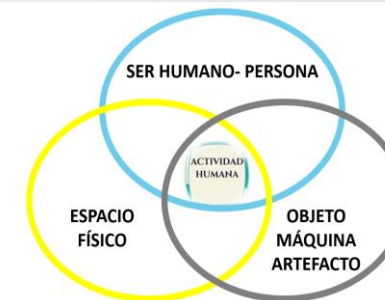 SER HUMANO- PERSONA
ACTIVIDAD
HUMANA
ESPACIO
FÍSICO
OBJETO
MÁQUINA
ARTEFACTO